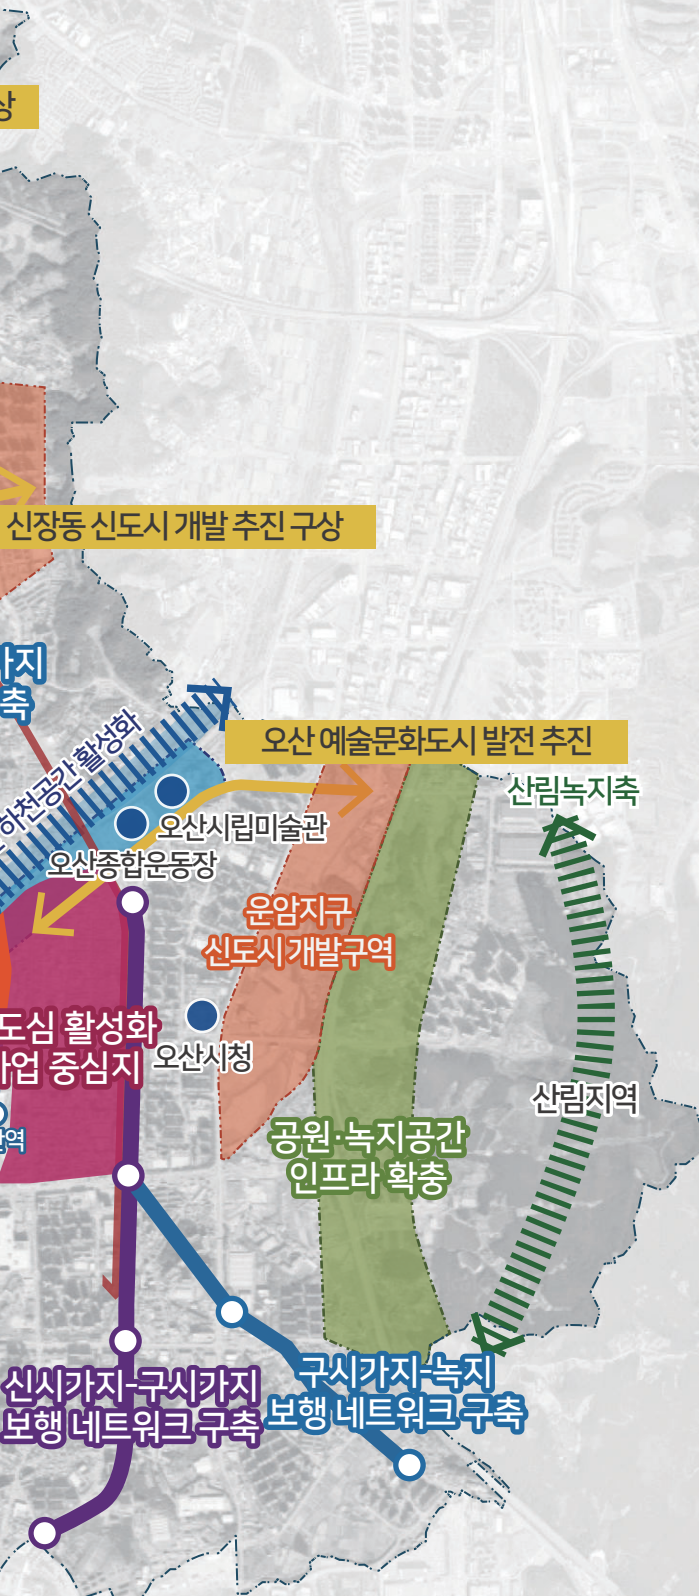 상
신장동 신도시 개발 추진 구상
가지
축
하천공간 활성화
오산 예술문화도시 발전 추진
산림녹지축
오산시립미술관
오산종합운동장
운암지구
신도시 개발구역
도심 활성화
사업 중심지
오산시청
산림지역
공원·녹지공간
인프라 확충
구시가지-녹지
보행 네트워크 구축
신시가지-구시가지
보행 네트워크 구축